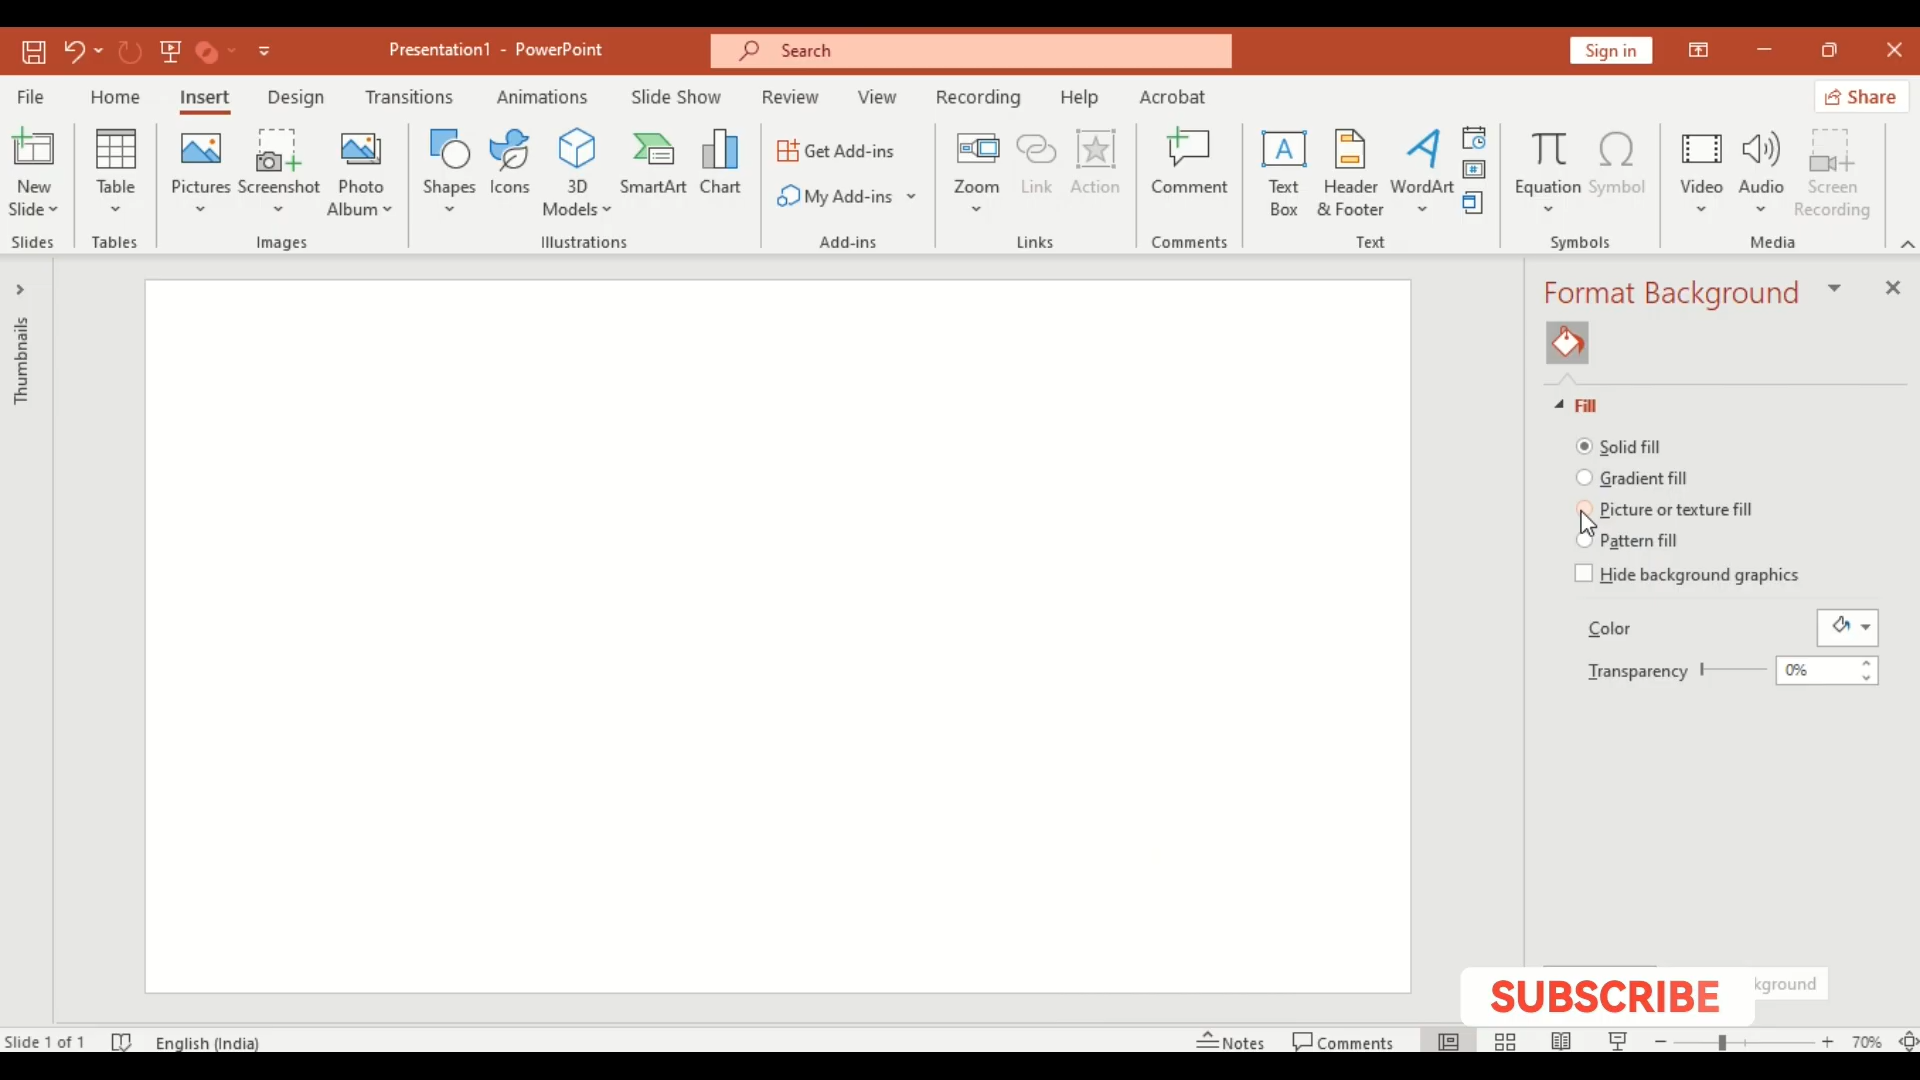 Presentation1 - PowerPoint
Search
Sign in
File Home Insert Design Transitions Animations Slide Show Review View Recording Help Acrobat
Share
New Slide
Table
Pictures
Screenshot
Photo Album
Shapes
Icons
3D Models
SmartArt
Chart
Get Add-ins
My Add-ins
Zoom
Link
Action
Comment
Text Box
Header & Footer
WordArt
Equation
Symbol
Video
Audio
Screen Recording
Slides Tables Images Illustrations Add-ins Links Comments Text Symbols Media
Thumbnails
Format Background
Fill
Solid fill
Gradient fill
Picture or texture fill
Pattern fill
Hide background graphics
Color
Transparency 0%
SUBSCRIBE
kground
Slide 1 of 1 English (India) Notes Comments 70%